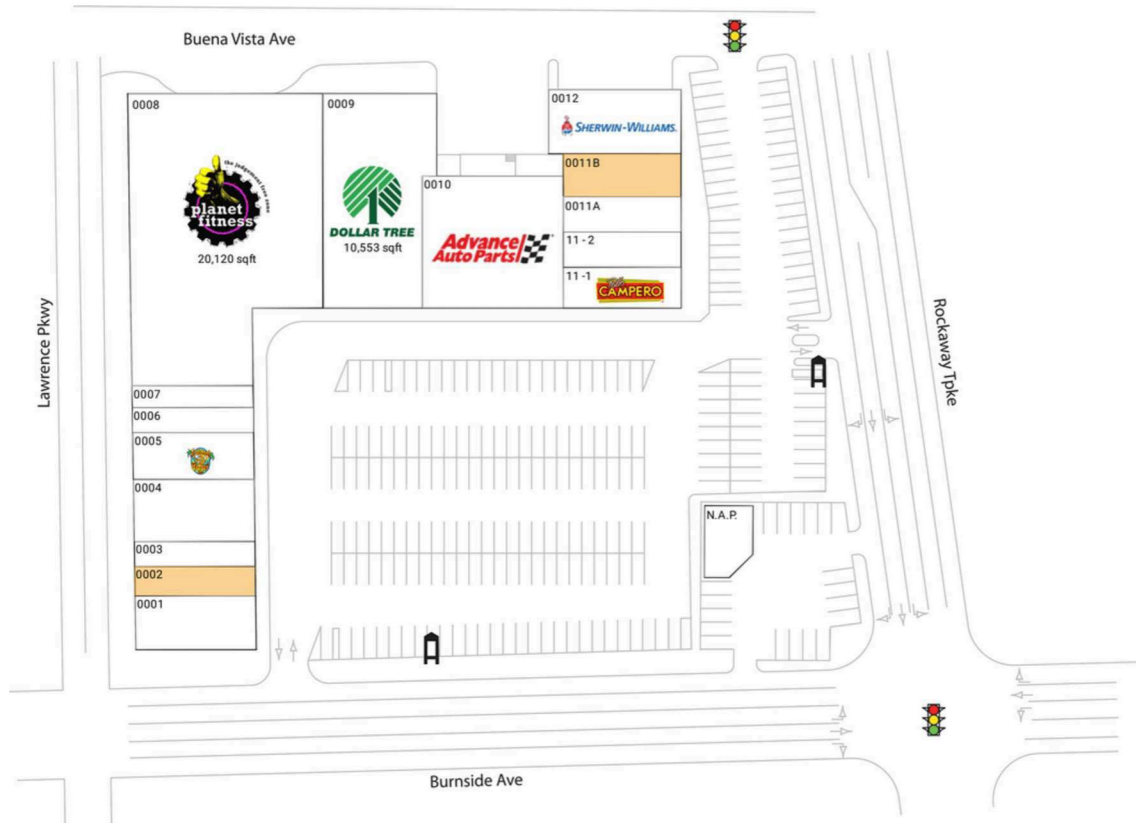 Buena Vista Ave
Lawrence Pkwy
Rockaway Tpke
Burnside Ave
0008
the judgement free zone
planet
fitness
20,120 sqft
0009
DOLLAR TREE
10,553 sqft
0010
Advance
Auto Parts
0012
SHERWIN-WILLIAMS.
0011B
0011A
11 - 2
11 -1
CAMPERO
0007
0006
0005
0004
0003
0002
0001
N.A.P.